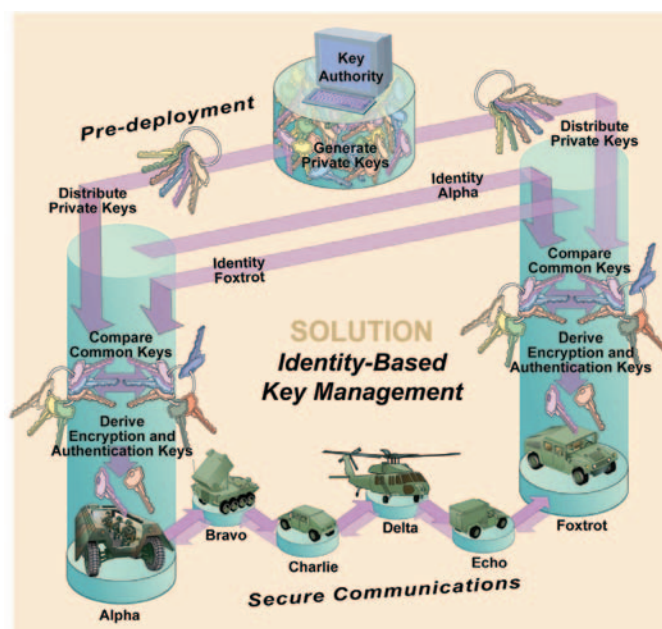 Key
Authority
Pre-deployment
Generate
Private Keys
Distribute
Private Keys
Distribute
Private Keys
Identity
Alpha
Identity
Foxtrot
Compare
Common Keys
Derive
Encryption and
Authentication Keys
SOLUTION
Identity-Based
Key Management
Compare
Common Keys
Derive
Encryption and
Authentication Keys
Bravo
Charlie
Delta
Echo
Foxtrot
Alpha
Secure Communications